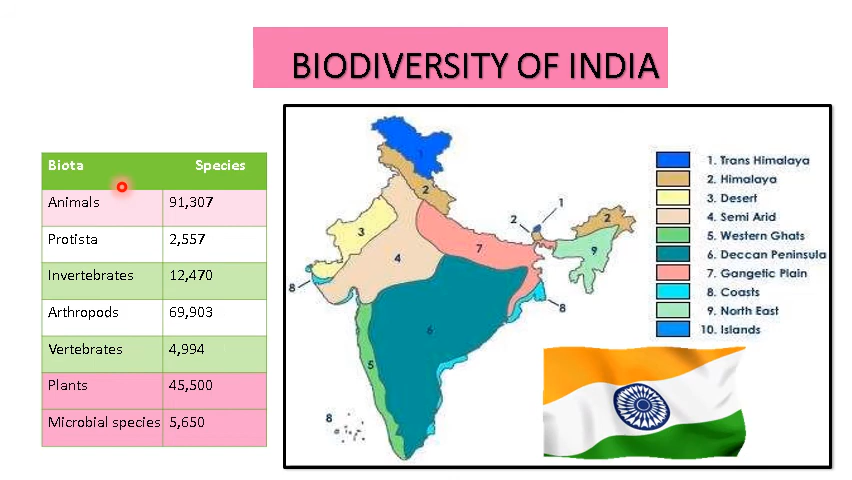 BIODIVERSITY OF INDIA
Biota Species
Animals 91,307
Protista 2,557
Invertebrates 12,470
Arthropods 69,903
Vertebrates 4,994
Plants 45,500
Microbial species 5,650
1
2
3
4
5
6
7
8
8
8
2
1
2
9
1. Trans Himalaya
2. Himalaya
3. Desert
4. Semi Arid
5. Western Ghats
6. Deccan Peninsula
7. Gangetic Plain
8. Coasts
9. North East
10. Islands